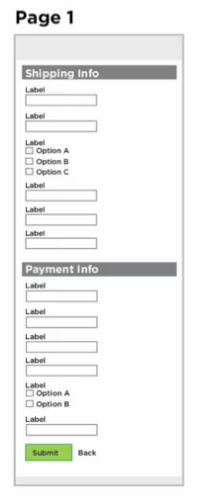 Page 1
Shipping Info
Label
Label
Label
Option A
Option B
Option C
Label
Label
Label
Payment Info
Label
Label
Label
Label
Label
Option A
Option B
Label
Submit Back